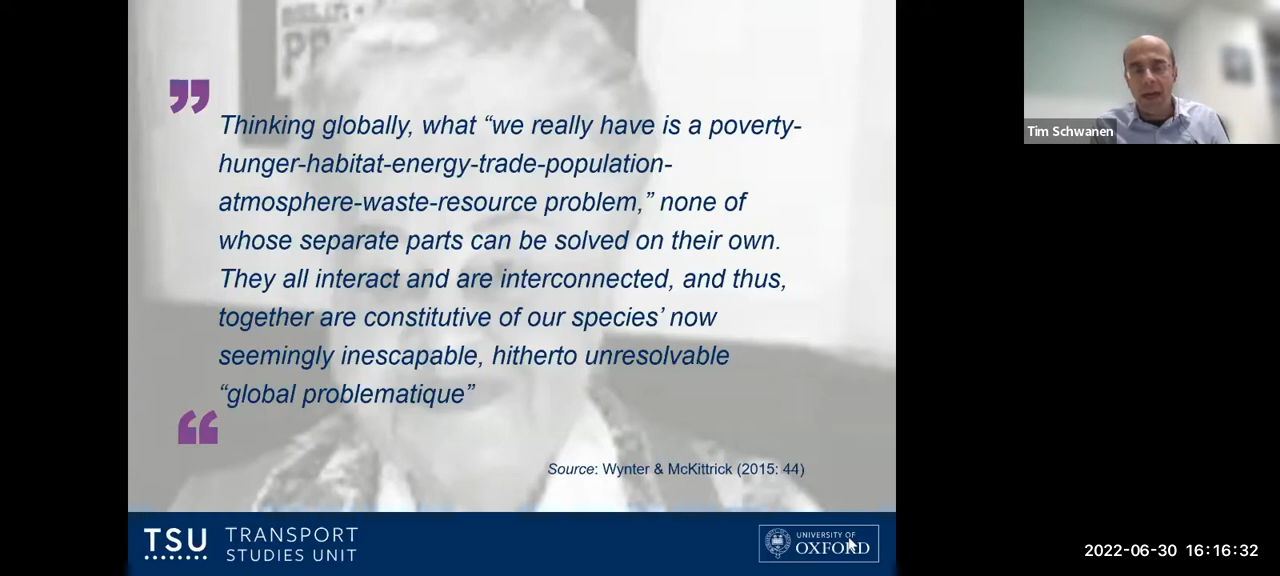 ”
Thinking globally, what “we really have is a poverty-
hunger-habitat-energy-trade-population-
atmosphere-waste-resource problem,” none of
whose separate parts can be solved on their own.
They all interact and are interconnected, and thus,
together are constitutive of our species’ now
seemingly inescapable, hitherto unresolvable
“global problematique”
“
Source: Wynter & McKittrick (2015: 44)
TSU TRANSPORT
STUDIES UNIT
UNIVERSITY OF
OXFORD
Tim Schwanen
2022-06-30 16:16:32